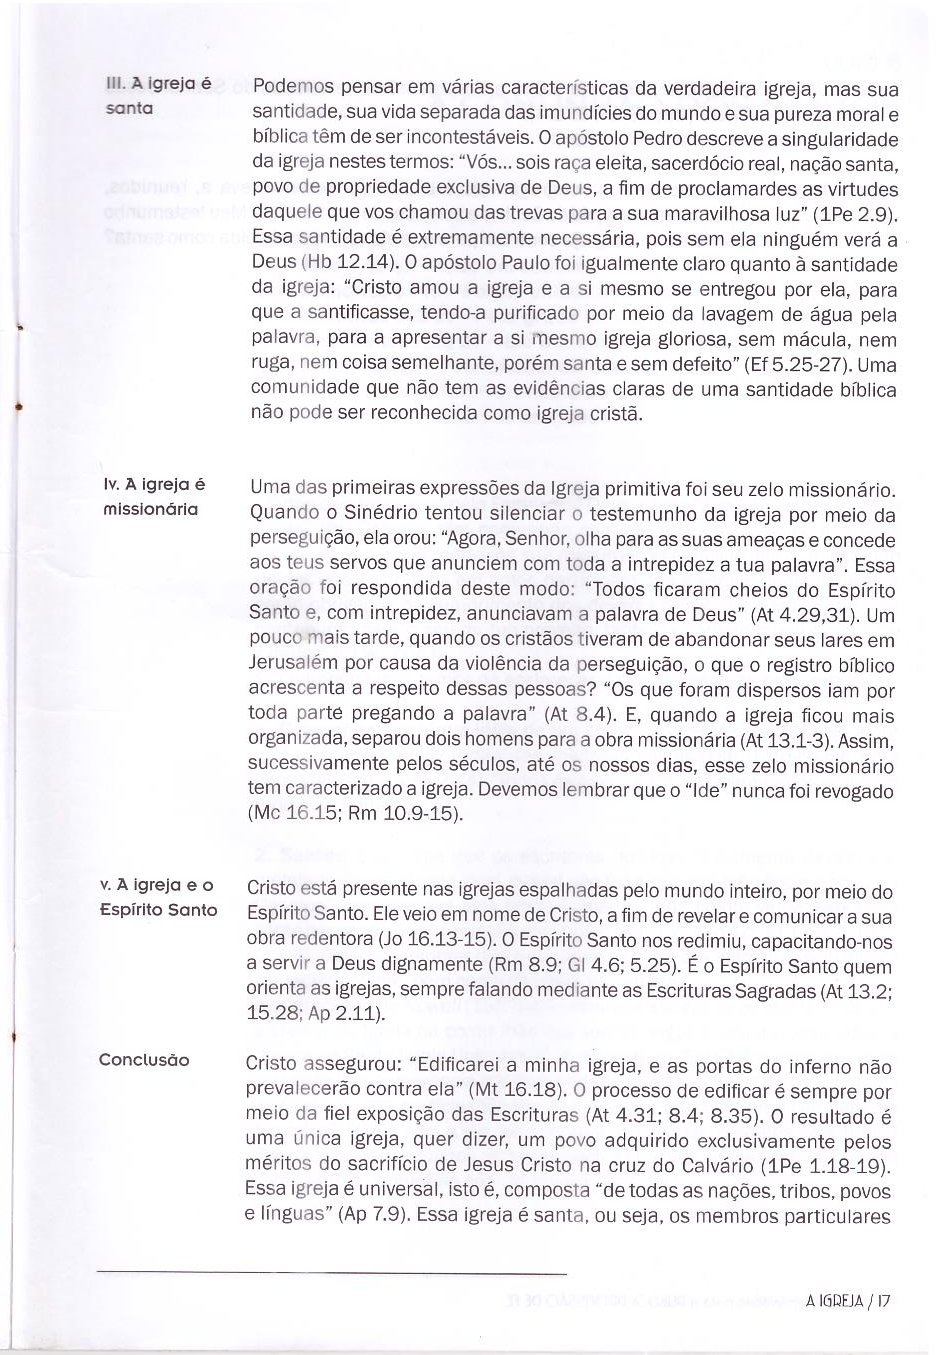 III. A igreja é
santa
Podemos pensar em várias características da verdadeira igreja, mas sua
santidade, sua vida separada das imundícies do mundo e sua pureza moral e
bíblica têm de ser incontestáveis. O apóstolo Pedro descreve a singularidade
da igreja nestes termos: “Vós... sois raça eleita, sacerdócio real, nação santa,
povo de propriedade exclusiva de Deus, a fim de proclamardes as virtudes
daquele que vos chamou das trevas para a sua maravilhosa luz” (1Pe 2.9).
Essa santidade é extremamente necessária, pois sem ela ninguém verá a
Deus (Hb 12.14). O apóstolo Paulo foi igualmente claro quanto à santidade
da igreja: “Cristo amou a igreja e a si mesmo se entregou por ela, para
que a santificasse, tendo-a purificado por meio da lavagem de água pela
palavra, para a apresentar a si mesmo igreja gloriosa, sem mácula, nem
ruga, nem coisa semelhante, porém santa e sem defeito” (Ef 5.25-27). Uma
comunidade que não tem as evidências claras de uma santidade bíblica
não pode ser reconhecida como igreja cristã.
Iv. A igreja é
missionária
Uma das primeiras expressões da Igreja primitiva foi seu zelo missionário.
Quando o Sinédrio tentou silenciar o testemunho da igreja por meio da
perseguição, ela orou: “Agora, Senhor, olha para as suas ameaças e concede
aos teus servos que anunciem com toda a intrepidez a tua palavra”. Essa
oração foi respondida deste modo: “Todos ficaram cheios do Espírito
Santo e, com intrepidez, anunciavam a palavra de Deus” (At 4.29,31). Um
pouco mais tarde, quando os cristãos tiveram de abandonar seus lares em
Jerusalém por causa da violência da perseguição, o que o registro bíblico
acrescenta a respeito dessas pessoas? “Os que foram dispersos iam por
toda parte pregando a palavra” (At 8.4). E, quando a igreja ficou mais
organizada, separou dois homens para a obra missionária (At 13.1-3). Assim,
sucessivamente pelos séculos, até os nossos dias, esse zelo missionário
tem caracterizado a igreja. Devemos lembrar que o “Ide” nunca foi revogado
(Mc 16.15; Rm 10.9-15).
v. A igreja e o
Espírito Santo
Cristo está presente nas igrejas espalhadas pelo mundo inteiro, por meio do
Espírito Santo. Ele veio em nome de Cristo, a fim de revelar e comunicar a sua
obra redentora (Jo 16.13-15). O Espírito Santo nos redimiu, capacitando-nos
a servir a Deus dignamente (Rm 8.9; Gl 4.6; 5.25). É o Espírito Santo quem
orienta as igrejas, sempre falando mediante as Escrituras Sagradas (At 13.2;
15.28; Ap 2.11).
Conclusão
Cristo assegurou: “Edificarei a minha igreja, e as portas do inferno não
prevalecerão contra ela” (Mt 16.18). O processo de edificar é sempre por
meio da fiel exposição das Escrituras (At 4.31; 8.4; 8.35). O resultado é
uma única igreja, quer dizer, um povo adquirido exclusivamente pelos
méritos do sacrifício de Jesus Cristo na cruz do Calvário (1Pe 1.18-19).
Essa igreja é universal, isto é, composta “de todas as nações, tribos, povos
e línguas” (Ap 7.9). Essa igreja é santa, ou seja, os membros particulares
A IGREJA / 17